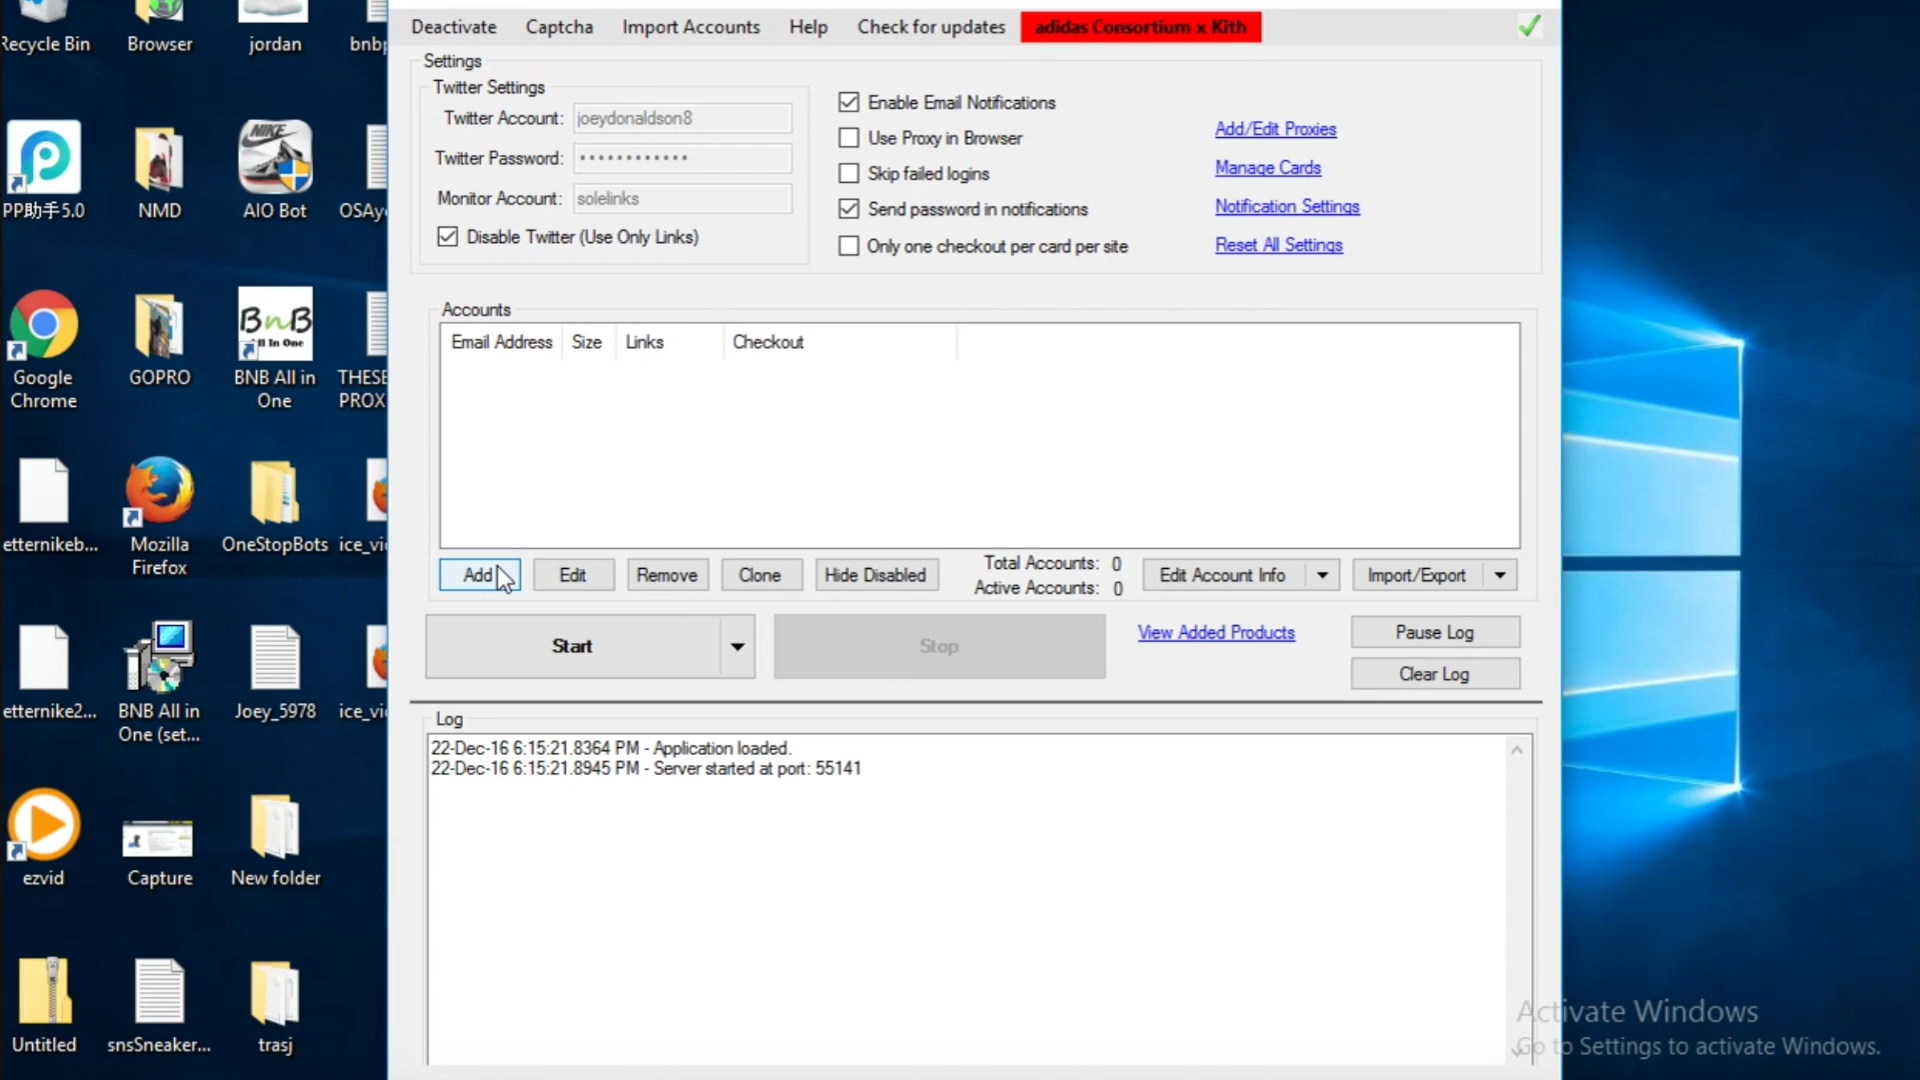 Recycle Bin
Browser
jordan
bnbp
PP助手5.0
NMD
NIKE
AIO Bot
OSAy
Google
Chrome
GOPRO
BnB
All In One
BNB All in
One
THESE
PROX
etternikeb...
Mozilla
Firefox
OneStopBots
ice_vi
etternike2...
BNB All in
One (set...
Joey_5978
ice_vi
ezvid
Capture
New folder
Untitled
snsSneaker...
trasj
Deactivate
Captcha
Import Accounts
Help
Check for updates
adidas Consortium x Kith
Settings
Twitter Settings
Twitter Account: joeydonaldson8
Twitter Password: ••••••••••••
Monitor Account: solelinks
Disable Twitter (Use Only Links)
Enable Email Notifications
Use Proxy in Browser
Skip failed logins
Send password in notifications
Only one checkout per card per site
Add/Edit Proxies
Manage Cards
Notification Settings
Reset All Settings
Accounts
Email Address Size Links Checkout
Add Edit Remove Clone Hide Disabled
Total Accounts: 0
Active Accounts: 0
Edit Account Info
Import/Export
Start
Stop
View Added Products
Pause Log
Clear Log
Log
22-Dec-16 6:15:21.8364 PM - Application loaded.
22-Dec-16 6:15:21.8945 PM - Server started at port: 55141
Activate Windows
Go to Settings to activate Windows.